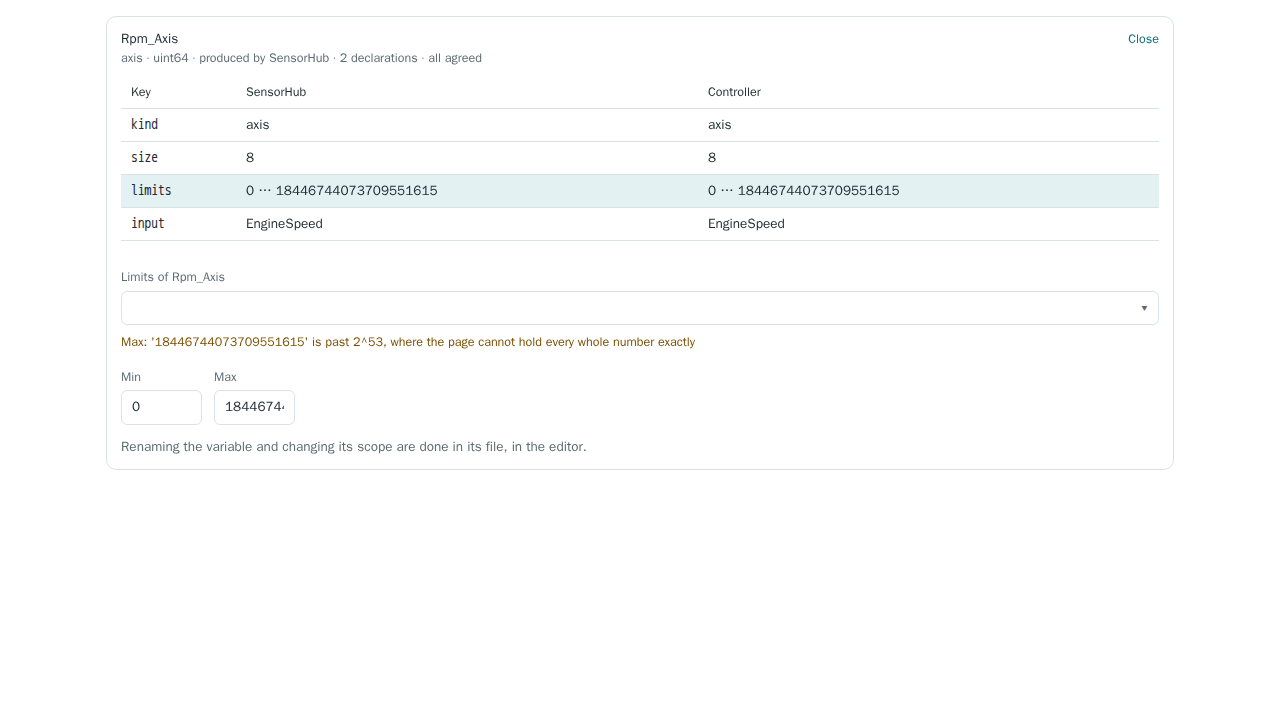 Rpm_Axis
Close
axis · uint64 · produced by SensorHub · 2 declarations · all agreed
Key SensorHub Controller
kind axis axis
size 8 8
limits 0 ··· 18446744073709551615 0 ··· 18446744073709551615
input EngineSpeed EngineSpeed
Limits of Rpm_Axis
Max: '18446744073709551615' is past 2^53, where the page cannot hold every whole number exactly
Min Max
0 1844674
Renaming the variable and changing its scope are done in its file, in the editor.